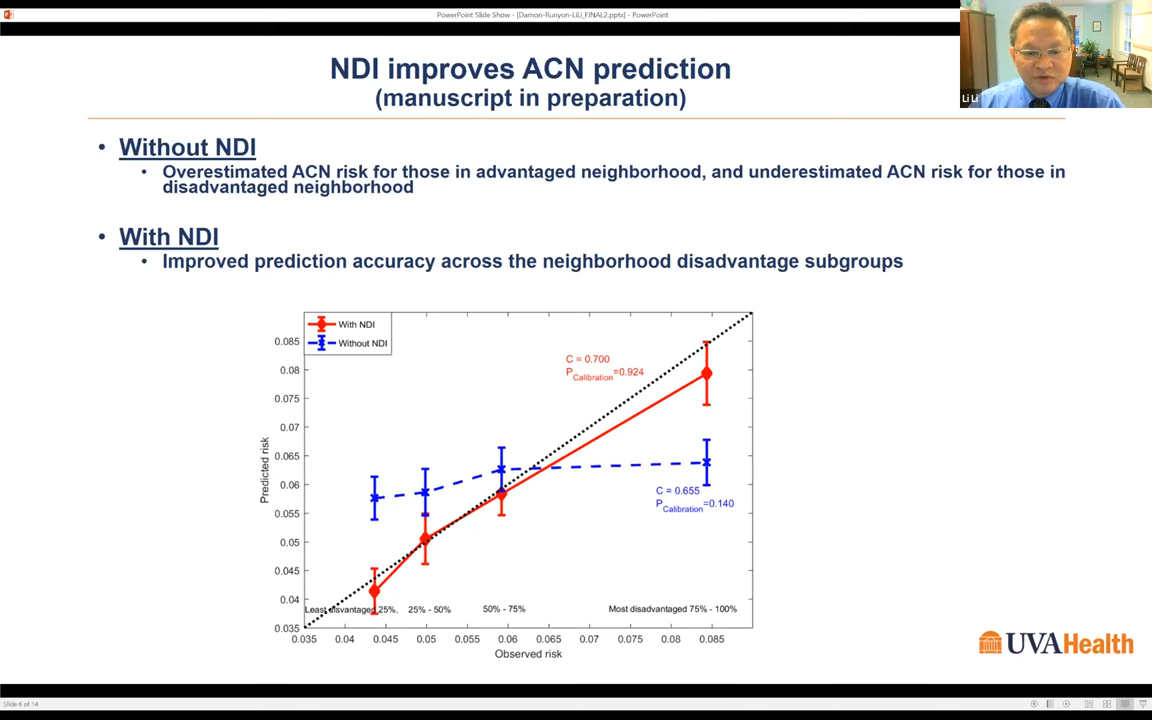 PowerPoint Slide Show - [Damon-Runyon-LiLi_FINAL2.pptx] - PowerPoint
NDI improves ACN prediction
(manuscript in preparation)
Li Li
• Without NDI
• Overestimated ACN risk for those in advantaged neighborhood, and underestimated ACN risk for those in
disadvantaged neighborhood
• With NDI
• Improved prediction accuracy across the neighborhood disadvantage subgroups
With NDI
Without NDI
C = 0.700
PCalibration=0.924
C = 0.655
PCalibration=0.140
Predicted risk
0.085
0.08
0.075
0.07
0.065
0.06
0.055
0.05
0.045
0.04
0.035
Least disvantaged 25%,
25% - 50%
50% - 75%
Most disadvantaged 75% - 100%
0.035 0.04 0.045 0.05 0.055 0.06 0.065 0.07 0.075 0.08 0.085
Observed risk
UVAHealth
Slide 6 of 14